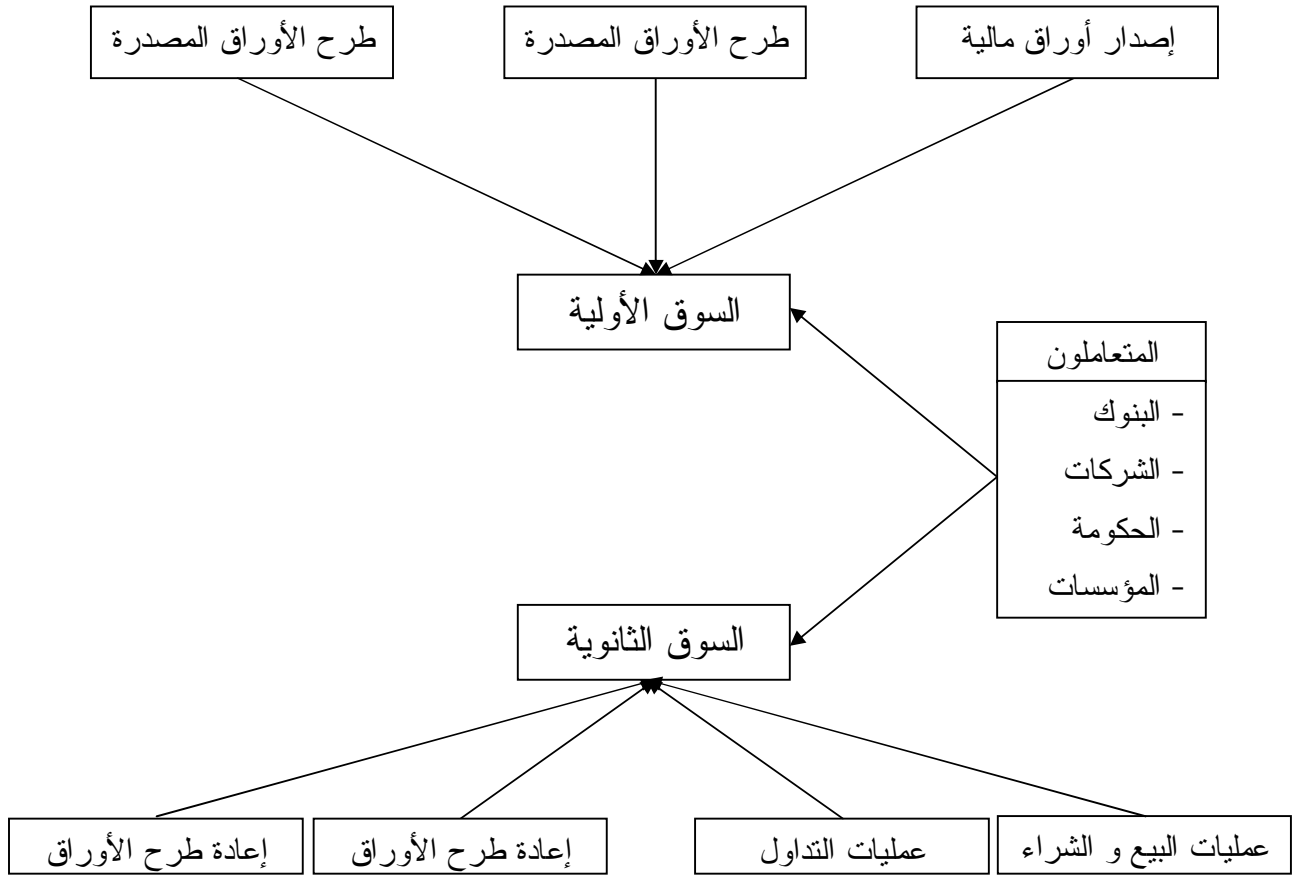 إصدار أوراق مالية
طرح الأوراق المصدرة
طرح الأوراق المصدرة
السوق الأولية
المتعاملون
- البنوك
- الشركات
- الحكومة
- المؤسسات
السوق الثانوية
عمليات البيع و الشراء
عمليات التداول
إعادة طرح الأوراق
إعادة طرح الأوراق